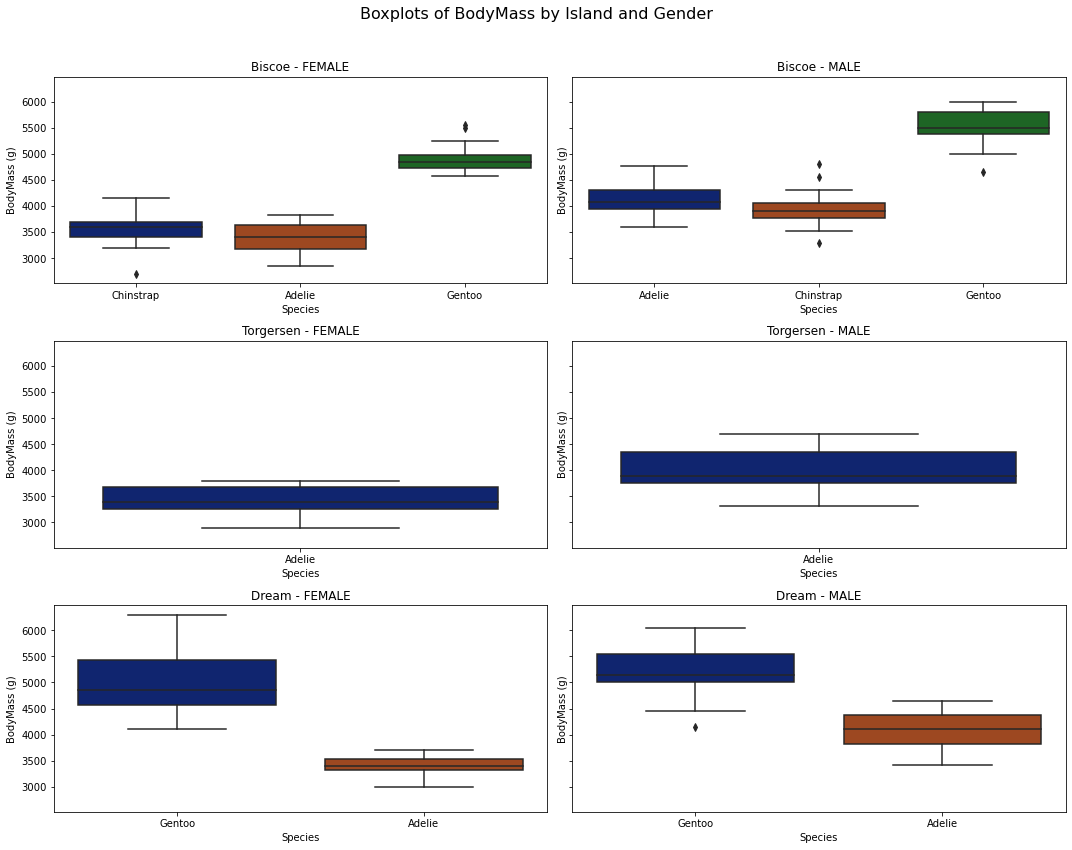 Boxplots of BodyMass by Island and Gender
Biscoe - FEMALE
BodyMass (g)
6000
5500
5000
4500
4000
3500
3000
Chinstrap Adelie Gentoo
Species
Biscoe - MALE
BodyMass (g)
Adelie Chinstrap Gentoo
Species
Torgersen - FEMALE
BodyMass (g)
6000
5500
5000
4500
4000
3500
3000
Adelie
Species
Torgersen - MALE
BodyMass (g)
Adelie
Species
Dream - FEMALE
BodyMass (g)
6000
5500
5000
4500
4000
3500
3000
Gentoo Adelie
Species
Dream - MALE
BodyMass (g)
Gentoo Adelie
Species